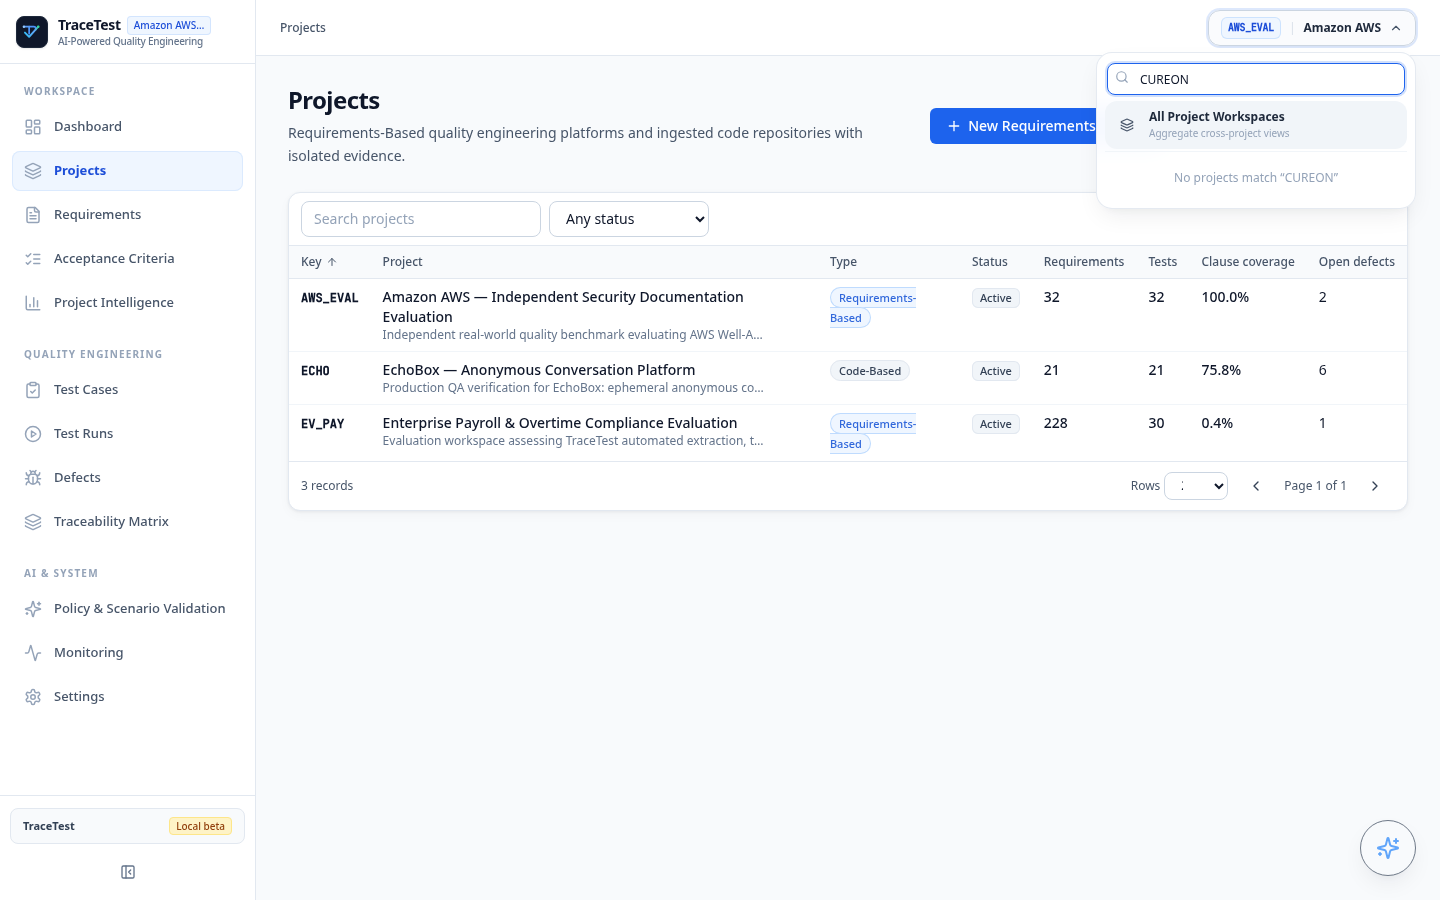 TraceTest
Amazon AWS...
AI-Powered Quality Engineering
WORKSPACE
Dashboard
Projects
Requirements
Acceptance Criteria
Project Intelligence
QUALITY ENGINEERING
Test Cases
Test Runs
Defects
Traceability Matrix
AI & SYSTEM
Policy & Scenario Validation
Monitoring
Settings
TraceTest
Local beta
Projects
AWS_EVAL
Amazon AWS
CUREON
All Project Workspaces
Aggregate cross-project views
No projects match “CUREON”
Projects
Requirements-Based quality engineering platforms and ingested code repositories with
isolated evidence.
New Requirements
Search projects
Any status
Key Project Type Status Requirements Tests Clause coverage Open defects
AWS_EVAL Amazon AWS — Independent Security Documentation Requirements- Active 32 32 100.0% 2
Evaluation Based
Independent real-world quality benchmark evaluating AWS Well-A...
ECHO EchoBox — Anonymous Conversation Platform Code-Based Active 21 21 75.8% 6
Production QA verification for EchoBox: ephemeral anonymous co...
EV_PAY Enterprise Payroll & Overtime Compliance Evaluation Requirements- Active 228 30 0.4% 1
Evaluation workspace assessing TraceTest automated extraction, t... Based
3 records
Rows
Page 1 of 1